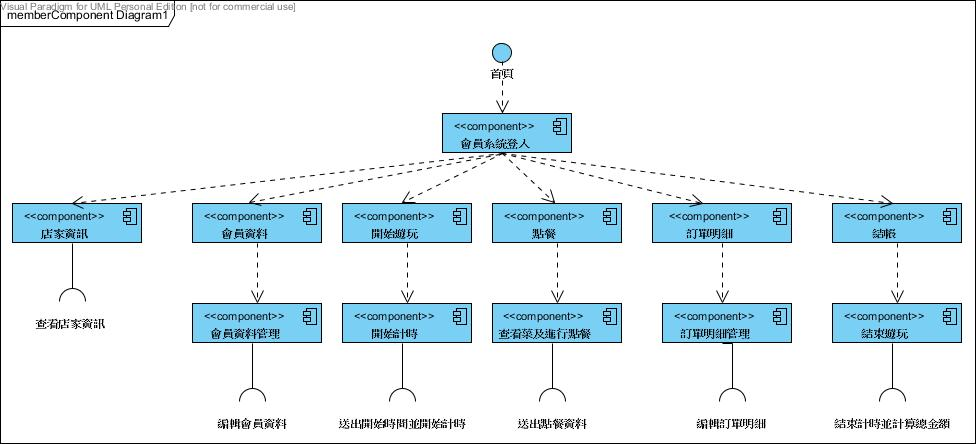 Visual Paradigm for UML Personal Edition [not for commercial use]
memberComponent Diagram1
首頁
<<component>>
會員系統登入
<<component>>
店家資訊
<<component>>
會員資料
<<component>>
開始遊玩
<<component>>
點餐
<<component>>
訂單明細
<<component>>
結帳
查看店家資訊
<<component>>
會員資料管理
<<component>>
開始計時
<<component>>
查看菜及進行點餐
<<component>>
訂單明細管理
<<component>>
結束遊玩
編輯會員資料
送出開始時間並開始計時
送出點餐資料
編輯訂單明細
結束計時並計算總金額